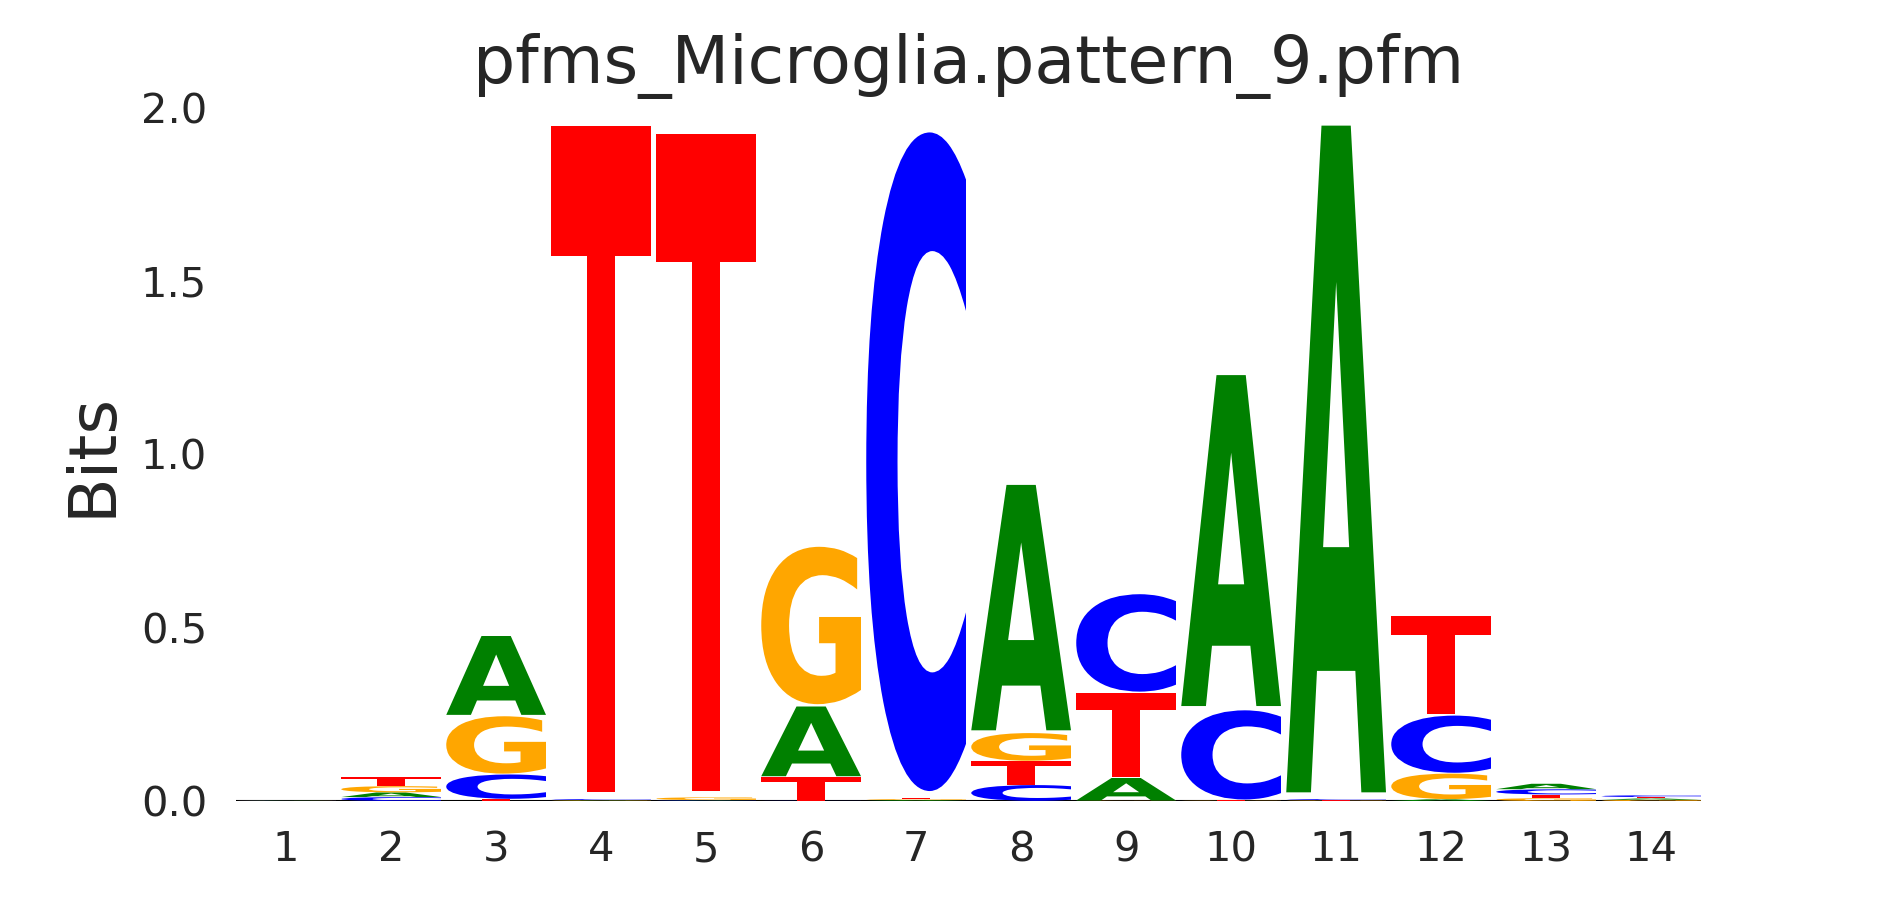 pfms_Microglia.pattern_9.pfm
2.0
1.5
1.0
0.5
0.0
Bits
A G C
T
T
G A T
C
A G T C
C T A
A C
A
T C G
1 2 3 4 5 6 7 8 9 10 11 12 13 14